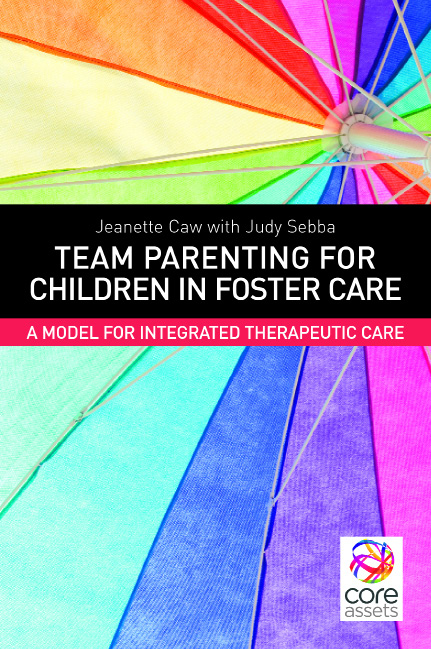 Jeanette Caw with Judy Sebba
TEAM PARENTING FOR
CHILDREN IN FOSTER CARE
A MODEL FOR INTEGRATED THERAPEUTIC CARE
core
assets